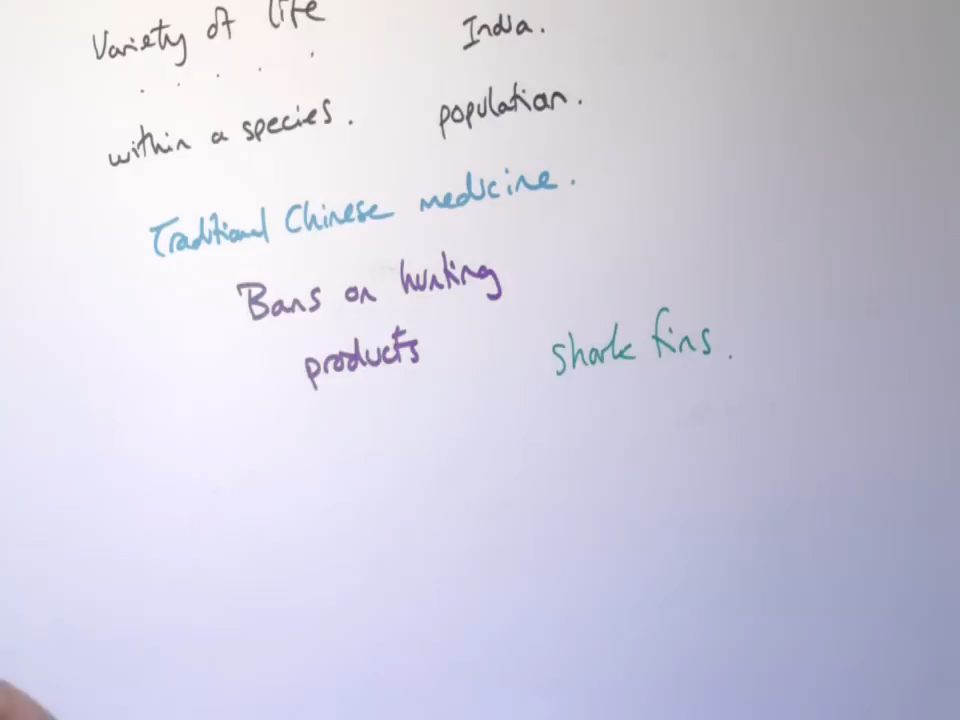 Variety of life
India.
within a species.
population.
Traditional Chinese medicine.
Bans on hunting
products
shark fins.